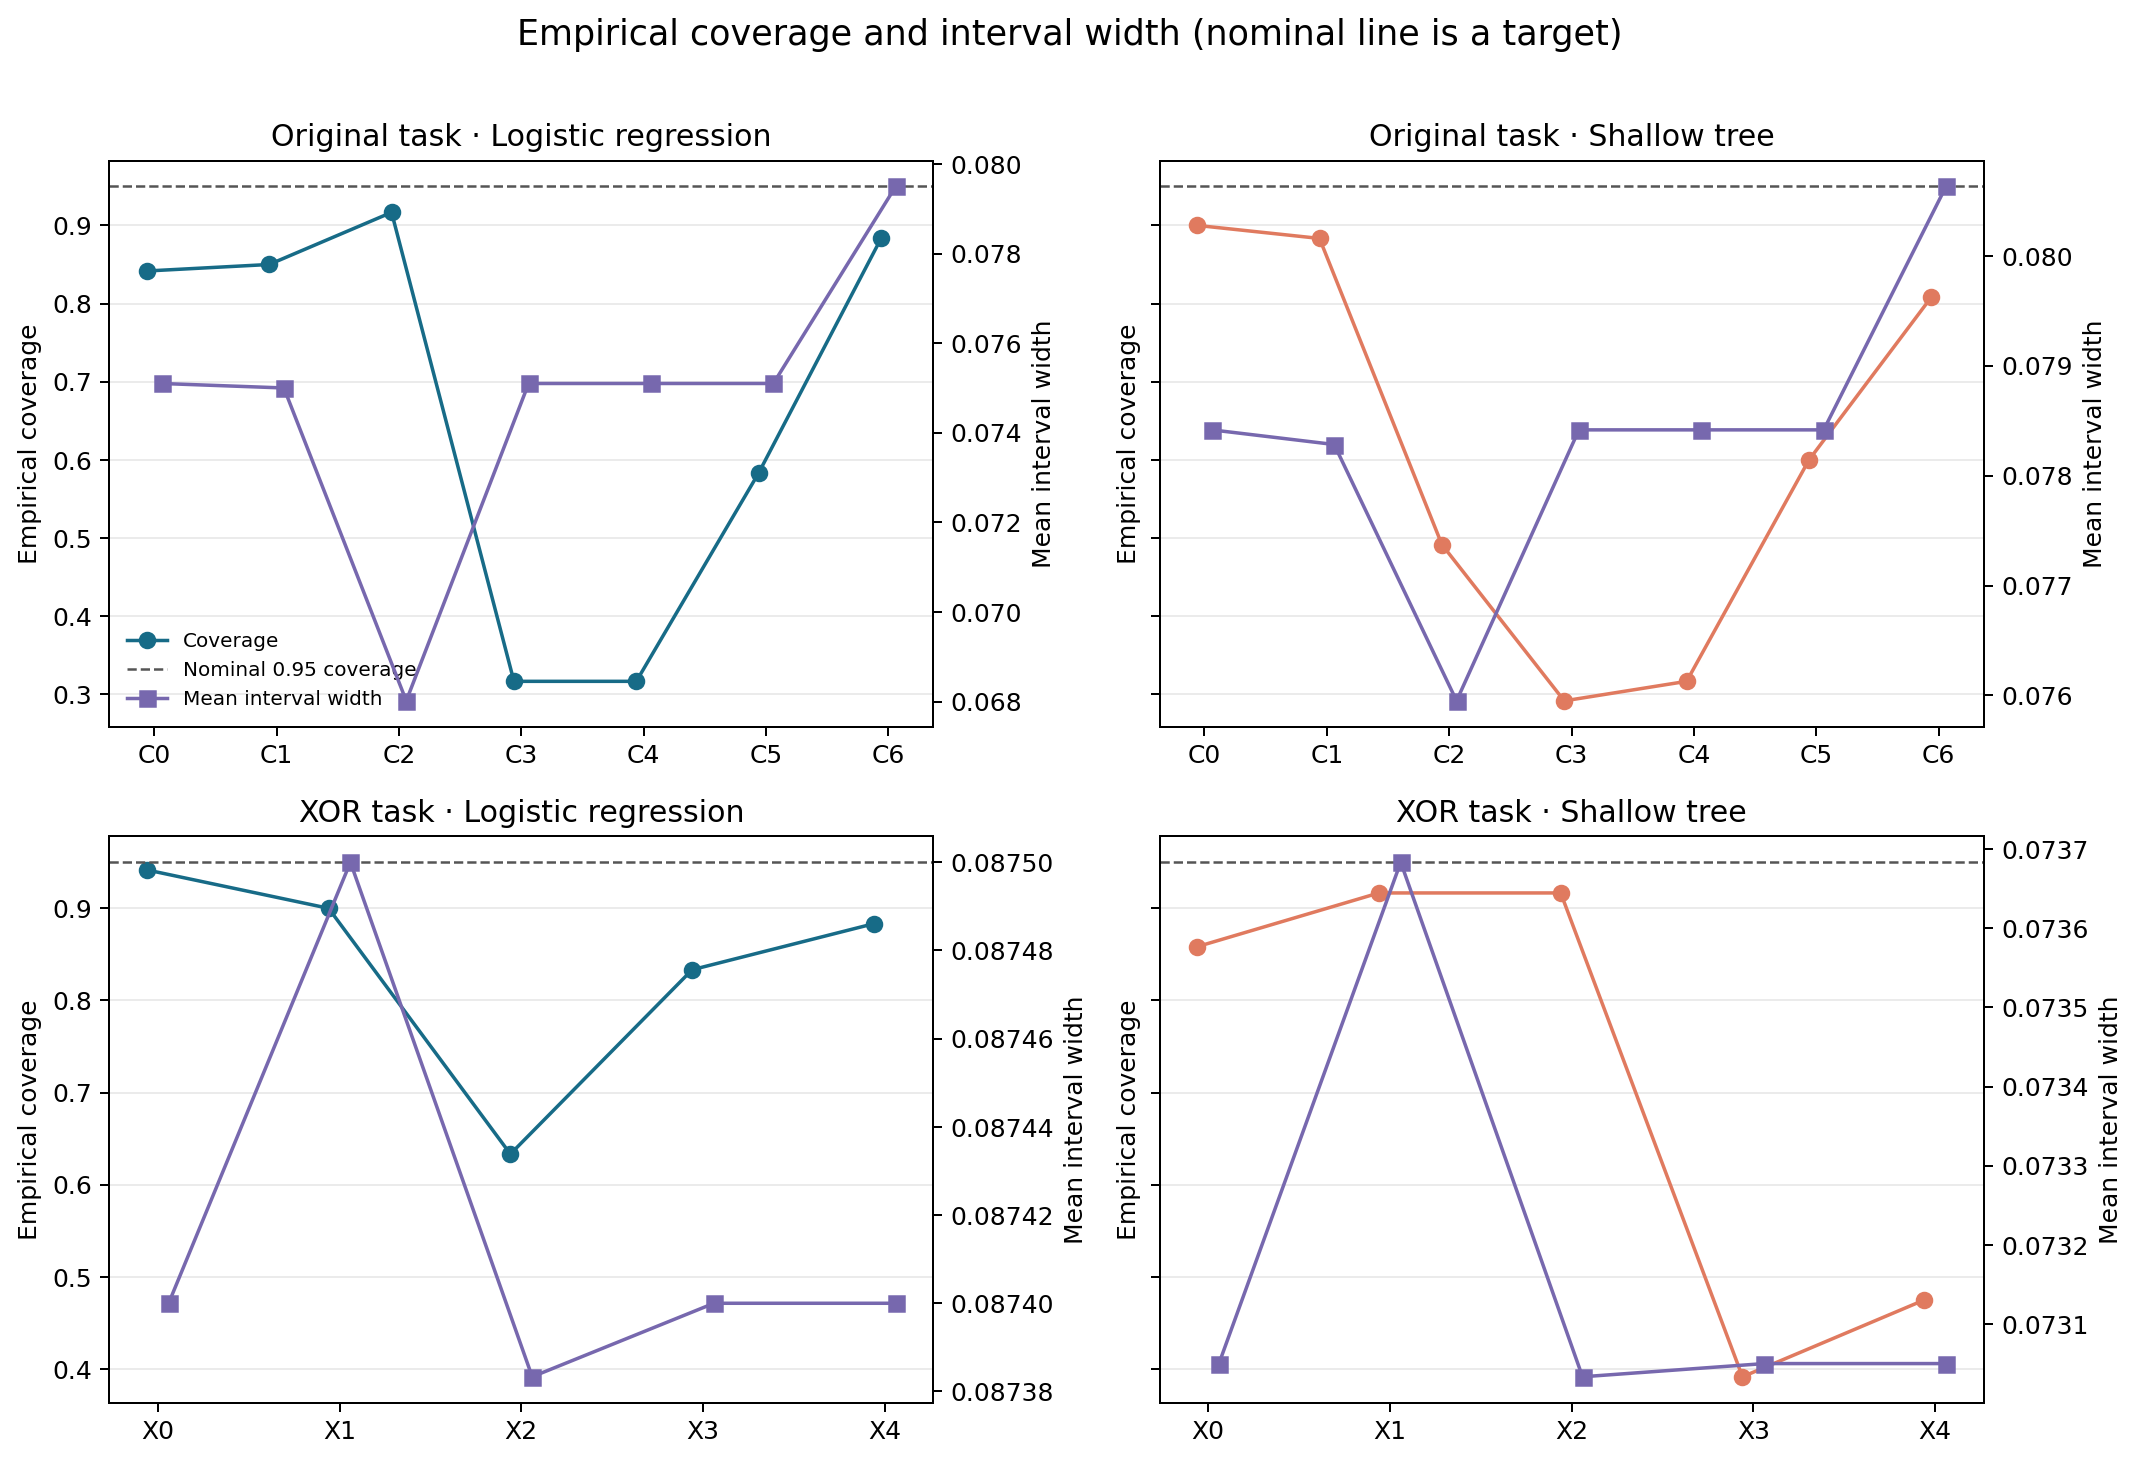 Empirical coverage and interval width (nominal line is a target)
Original task · Logistic regression
Empirical coverage
0.9
0.8
0.7
0.6
0.5
0.4
0.3
Coverage
Nominal 0.95 coverage
Mean interval width
C0 C1 C2 C3 C4 C5 C6
0.080
0.078
0.076
0.074
0.072
0.070
0.068
Mean interval width
Original task · Shallow tree
Empirical coverage
C0 C1 C2 C3 C4 C5 C6
0.080
0.079
0.078
0.077
0.076
Mean interval width
XOR task · Logistic regression
Empirical coverage
0.9
0.8
0.7
0.6
0.5
0.4
X0 X1 X2 X3 X4
0.08750
0.08748
0.08746
0.08744
0.08742
0.08740
0.08738
Mean interval width
XOR task · Shallow tree
Empirical coverage
X0 X1 X2 X3 X4
0.0737
0.0736
0.0735
0.0734
0.0733
0.0732
0.0731
Mean interval width